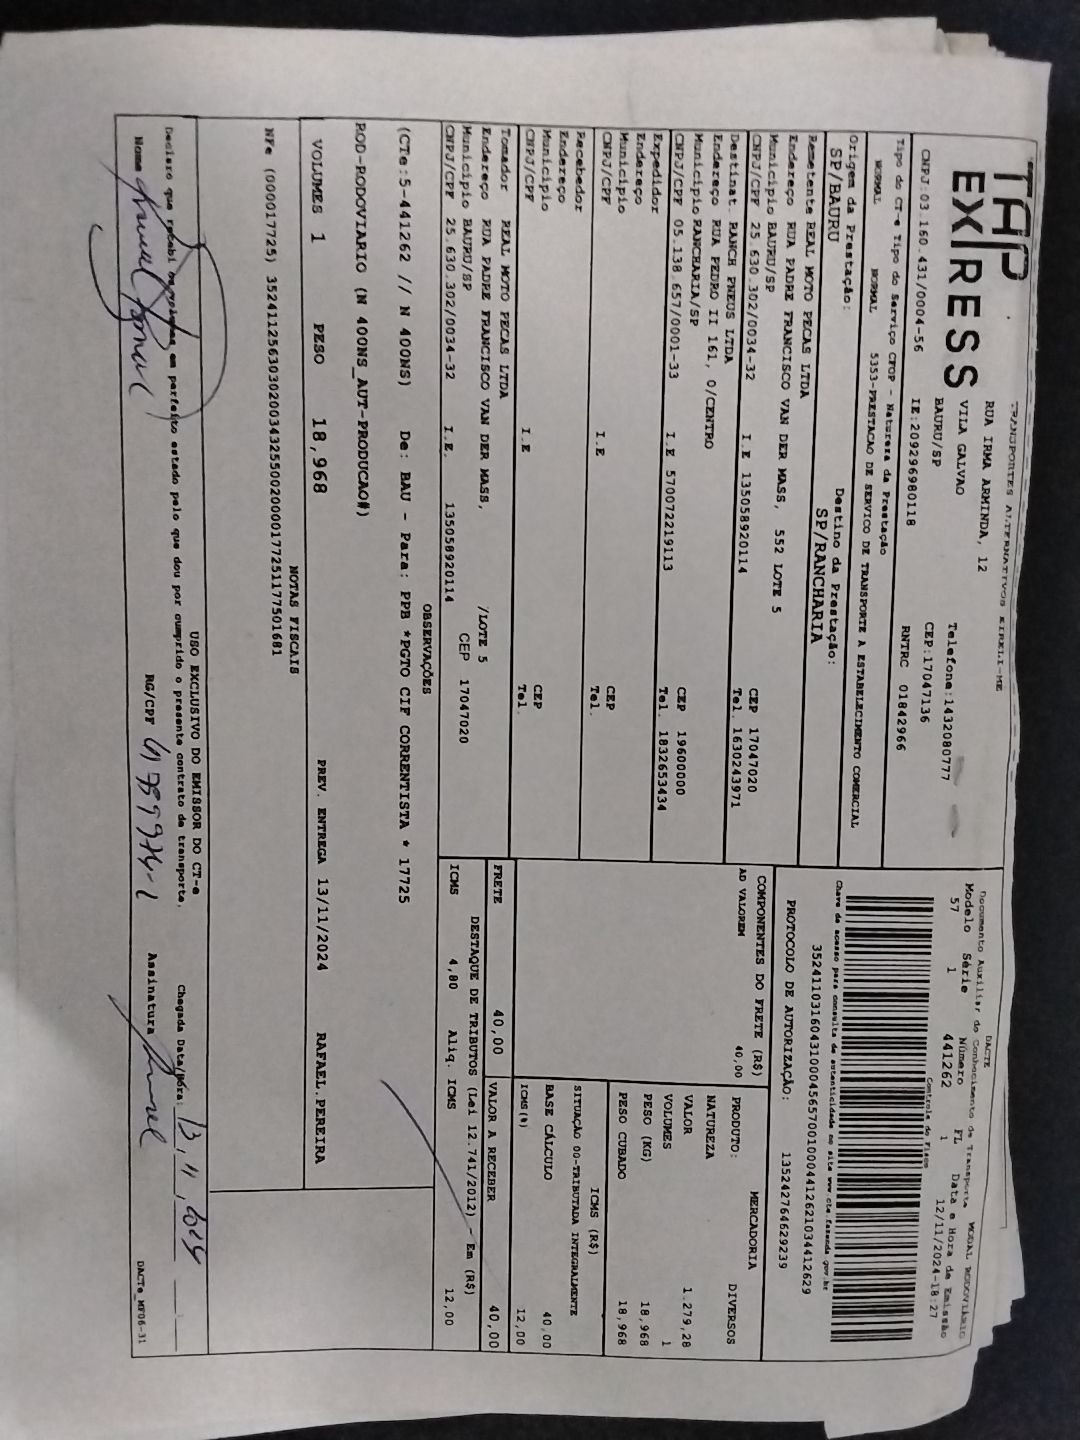 TAP EXPRESS
TRANSPORTES ALTERNATIVOS EIRELI-ME
RUA IRMA ARMINDA, 12
VILA GALVAO Telefone:1432080777
BAURU/SP CEP:17047136
CNPJ:03.160.431/0004-56 IE:209296980118 RNTRC 01842966
Tipo do CT-e Tipo do Serviço CFOP - Natureza da Prestação
NORMAL NORMAL 5353-PRESTACAO DE SERVICO DE TRANSPORTE A ESTABELECIMENTO COMERCIAL
Origem da Prestação: Destino da Prestação:
SP/BAURU SP/RANCHARIA
Remetente REAL MOTO PECAS LTDA
Endereço RUA PADRE FRANCISCO VAN DER MASS, 552 LOTE 5
Municipio BAURU/SP CEP 17047020
CNPJ/CPF 25.630.302/0034-32 I.E 135058920114 Tel. 1630243971
Destinat. RANCH PNEUS LTDA
Endereço RUA PEDRO II 161, 0/CENTRO
Municipio RANCHARIA/SP CEP 19600000
CNPJ/CPF 05.138.657/0001-33 I.E 570072219113 Tel. 1832653434
Expedidor
Endereço
Municipio CEP
CNPJ/CPF I.E Tel.
Recebedor
Endereço
Municipio CEP
CNPJ/CPF I.E Tel.
Tomador REAL MOTO PECAS LTDA
Endereço RUA PADRE FRANCISCO VAN DER MASS, /LOTE 5
Municipio BAURU/SP CEP 17047020
CNPJ/CPF 25.630.302/0034-32 I.E. 135058920114
DACTE
Documento Auxiliar do Conhecimento de Transporte MODAL RODOVIÁRIO
Modelo Série Número FL Data e Hora de Emissão
57 1 441262 1 12/11/2024-18:27
Controle do Fisco
Chave de acesso para consulta de autenticidade no site www.cte.fazenda.gov.br
35241103160431000456570010004412621034412629
PROTOCOLO DE AUTORIZAÇÃO: 135242764629239
COMPONENTES DO FRETE (R$)
AD VALOREM 40,00
PRODUTO: MERCADORIA
NATUREZA DIVERSOS
VALOR 1.279,28
VOLUMES 1
PESO (KG) 18,968
PESO CUBADO 18,968
ICMS (R$)
SITUAÇÃO 00-TRIBUTADA INTEGRALMENTE
BASE CÁLCULO 40,00
ICMS(%) 12,00
FRETE 40,00 VALOR A RECEBER 40,00
DESTAQUE DE TRIBUTOS (Lei 12.741/2012) - Em (R$)
ICMS 4,80 Aliq. ICMS 12,00
OBSERVAÇÕES
(CTe:5-441262 // N 400NS) De: BAU - Para: PPB *PGTO CIF CORRENTISTA * 17725
ROD-RODOVIARIO (N 400NS_AUT-PRODUCAO#)
VOLUMES 1 PESO 18,968 PREV. ENTREGA 13/11/2024 RAFAEL.PEREIRA
NOTAS FISCAIS
NFe (000017725) 35241125630302003432550020000177251177501681
USO EXCLUSIVO DO EMISSOR DO CT-e
Declaro que recebi os volumes em perfeito estado pelo que dou por cumprido o presente contrato de transporte. Chegada Data/Hora: 13,11,2024
Nome RG/CPF Assinatura
DACTe_MF06-31